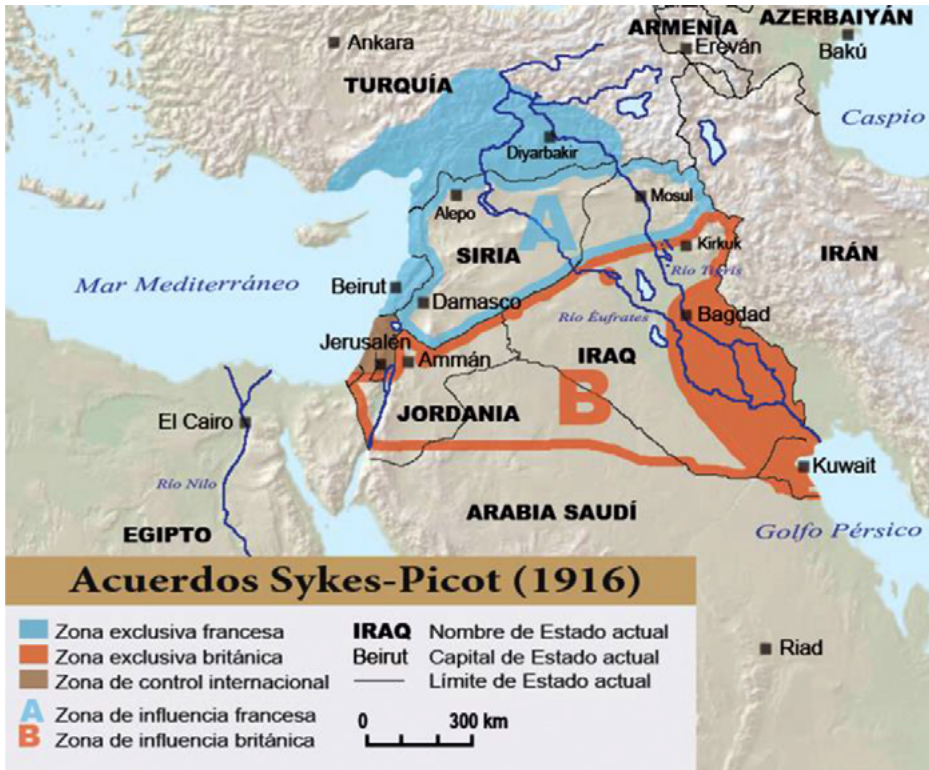 AZERBAIYÁN
ARMENIA
Ankara
Ereván
Bakú
TURQUÍA
Caspio
Diyarbakir
Alepo
Mosul
A
SIRIA
Kirkuk
IRÁN
Río Tigris
Mar Mediterráneo
Beirut
Damasco
Bagdad
Río Éufrates
Jerusalén
Ammán
IRAQ
B
JORDANIA
El Cairo
Kuwait
Río Nilo
ARABIA SAUDÍ
EGIPTO
Golfo Pérsico
Acuerdos Sykes-Picot (1916)
Zona exclusiva francesa
Zona exclusiva británica
Zona de control internacional
A Zona de influencia francesa
B Zona de influencia británica
IRAQ Nombre de Estado actual
Beirut Capital de Estado actual
Límite de Estado actual
0 300 km
Riad